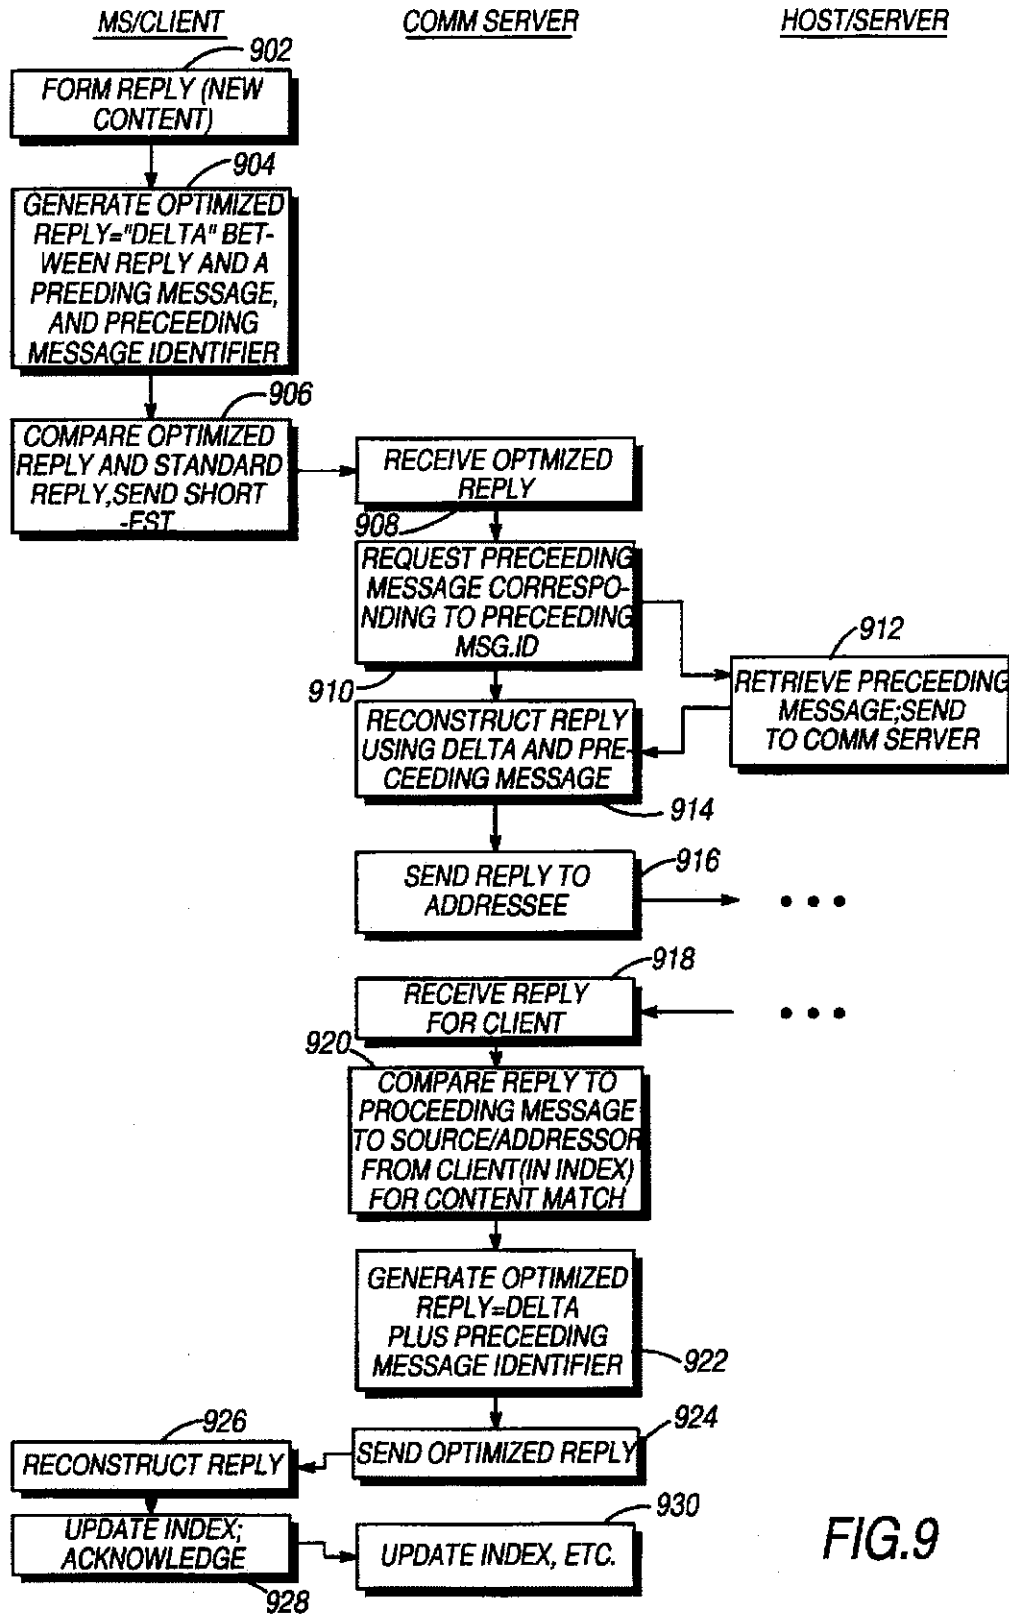 MS/CLIENT
COMM SERVER
HOST/SERVER
902
FORM REPLY (NEW
CONTENT)
904
GENERATE OPTIMIZED
REPLY="DELTA" BET-
WEEN REPLY AND A
PREEDING MESSAGE,
AND PRECEEDING
MESSAGE IDENTIFIER
906
COMPARE OPTIMIZED
REPLY AND STANDARD
REPLY,SEND SHORT
-EST
RECEIVE OPTMIZED
REPLY
908
REQUEST PRECEEDING
MESSAGE CORRESPO-
NDING TO PRECEEDING
MSG.ID
910
912
RETRIEVE PRECEEDING
MESSAGE;SEND
TO COMM SERVER
RECONSTRUCT REPLY
USING DELTA AND PRE-
CEEDING MESSAGE
914
SEND REPLY TO
ADDRESSEE
916
• • •
918
RECEIVE REPLY
FOR CLIENT
• • •
920
COMPARE REPLY TO
PROCEEDING MESSAGE
TO SOURCE/ADDRESSOR
FROM CLIENT(IN INDEX)
FOR CONTENT MATCH
GENERATE OPTIMIZED
REPLY=DELTA
PLUS PRECEEDING
MESSAGE IDENTIFIER
922
924
SEND OPTIMIZED REPLY
926
RECONSTRUCT REPLY
UPDATE INDEX;
ACKNOWLEDGE
928
930
UPDATE INDEX, ETC.
FIG.9